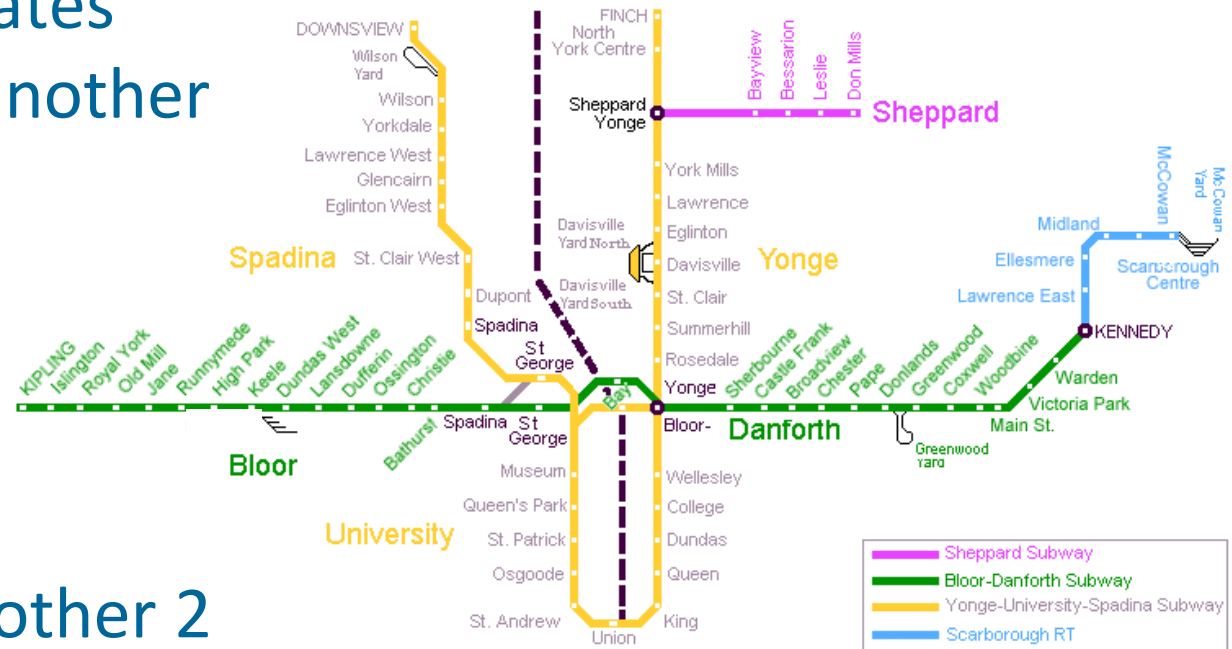 ates
nother
other 2
DOWNSVIEW
Wilson
Yard
Wilson
Yorkdale
Lawrence West
Glencairn
Eglinton West
Spadina
St. Clair West
Dupont
Spadina
St
George
FINCH
North
York Centre
Sheppard
Yonge
Bayview
Bessarion
Leslie
Don Mills
Sheppard
York Mills
Lawrence
Eglinton
Davisville
Yard North
Davisville
Yonge
Davisville
Yard South
St. Clair
Summerhill
Rosedale
Yonge
Bloor-
McCowan
McCowan
Yard
Midland
Ellesmere
Scarborough
Centre
Lawrence East
KENNEDY
KIPLING
Islington
Royal York
Old Mill
Jane
Runnymede
High Park
Keele
Dundas West
Lansdowne
Dufferin
Ossington
Christie
Bathurst
Spadina
St
George
Bay
Sherbourne
Castle Frank
Broadview
Chester
Pape
Donlands
Greenwood
Coxwell
Woodbine
Main St.
Victoria Park
Warden
Bloor
Danforth
Greenwood
Yard
Museum
Queen's Park
University
St. Patrick
Osgoode
St. Andrew
Union
King
Queen
Dundas
College
Wellesley
Sheppard Subway
Bloor-Danforth Subway
Yonge-University-Spadina Subway
Scarborough RT